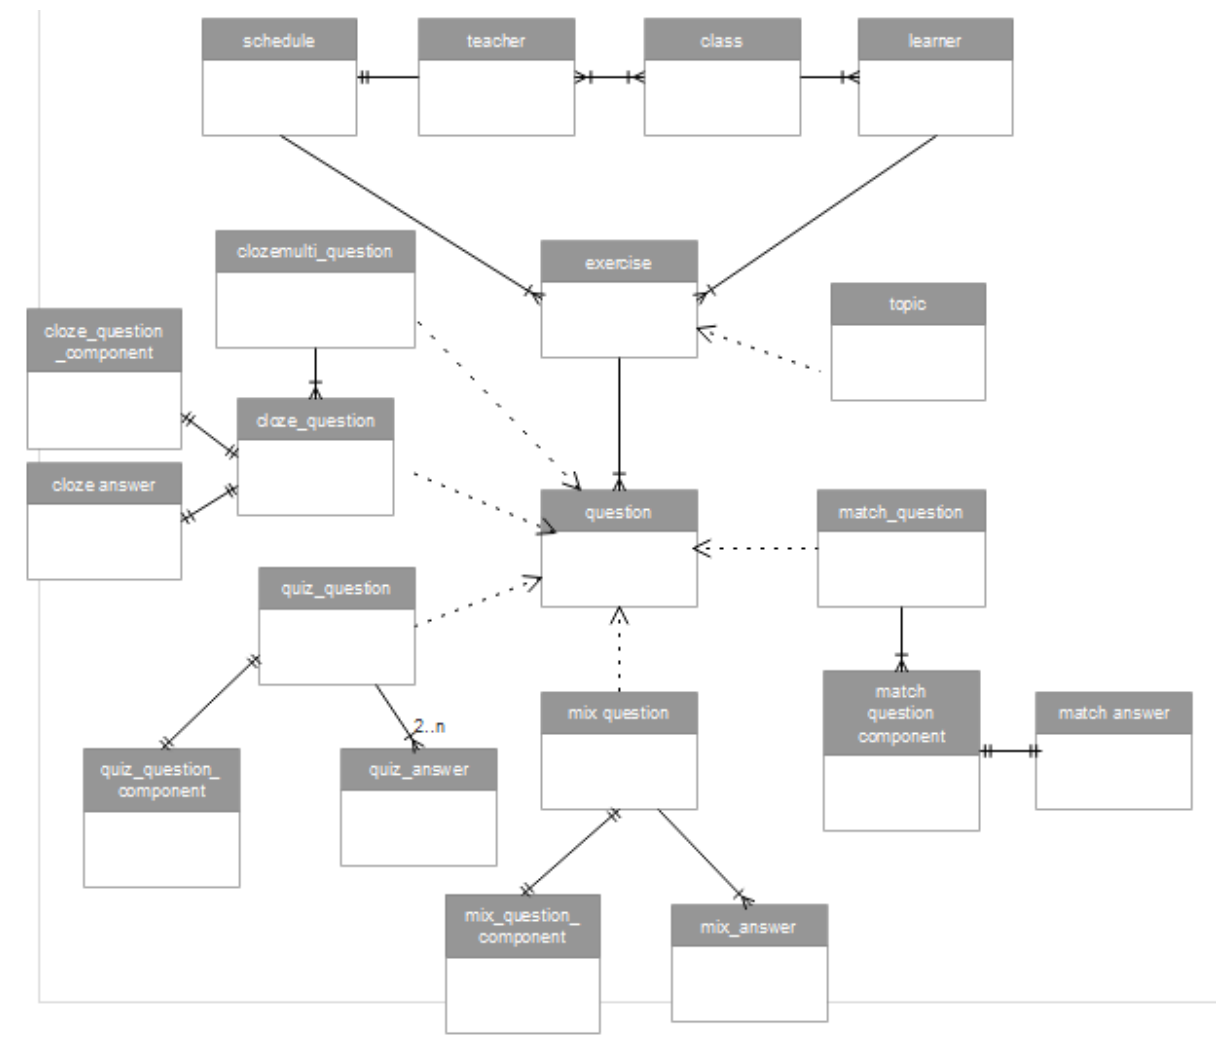 schedule
teacher
class
learner
clozemulti_question
exercise
topic
cloze_question
_component
cloze_question
cloze answer
question
match_question
quiz_question
match
question
component
mix question
match answer
2..n
quiz_question_
component
quiz_answer
mix_question_
component
mix_answer